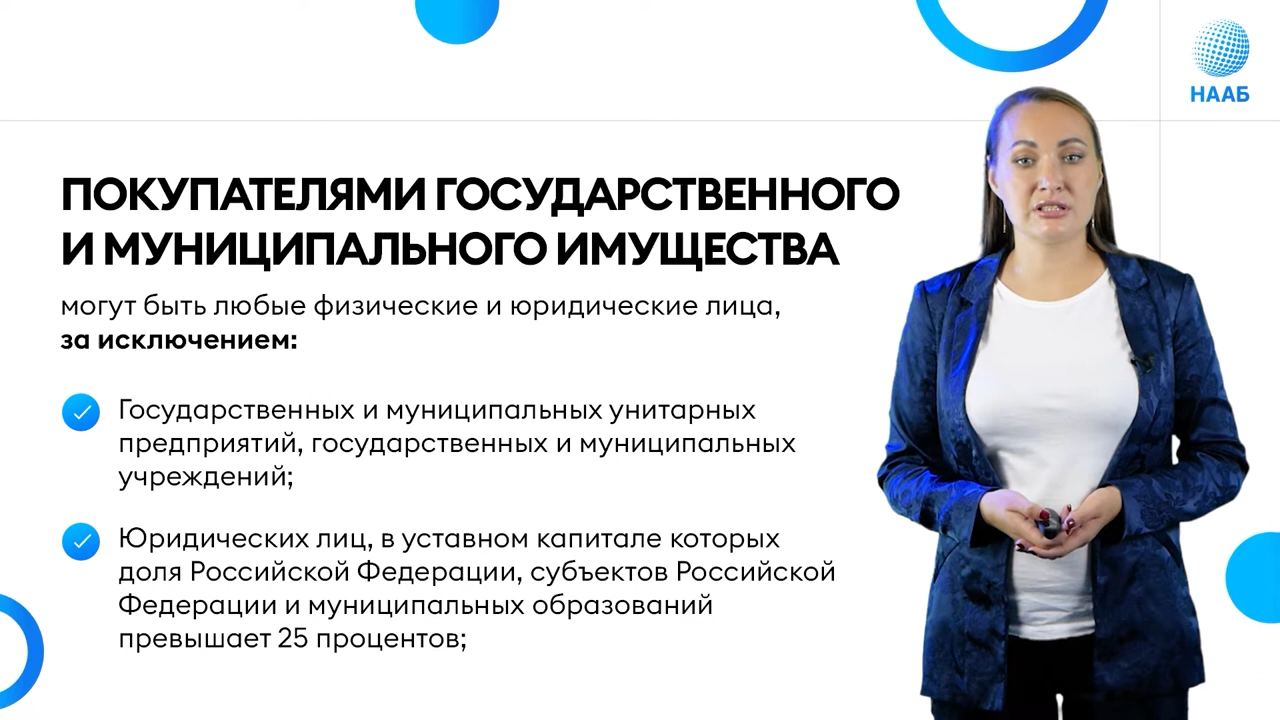 НААБ
ПОКУПАТЕЛЯМИ ГОСУДАРСТВЕННОГО
И МУНИЦИПАЛЬНОГО ИМУЩЕСТВА
могут быть любые физические и юридические лица,
за исключением:
Государственных и муниципальных унитарных
предприятий, государственных и муниципальных
учреждений;
Юридических лиц, в уставном капитале которых
доля Российской Федерации, субъектов Российской
Федерации и муниципальных образований
превышает 25 процентов;